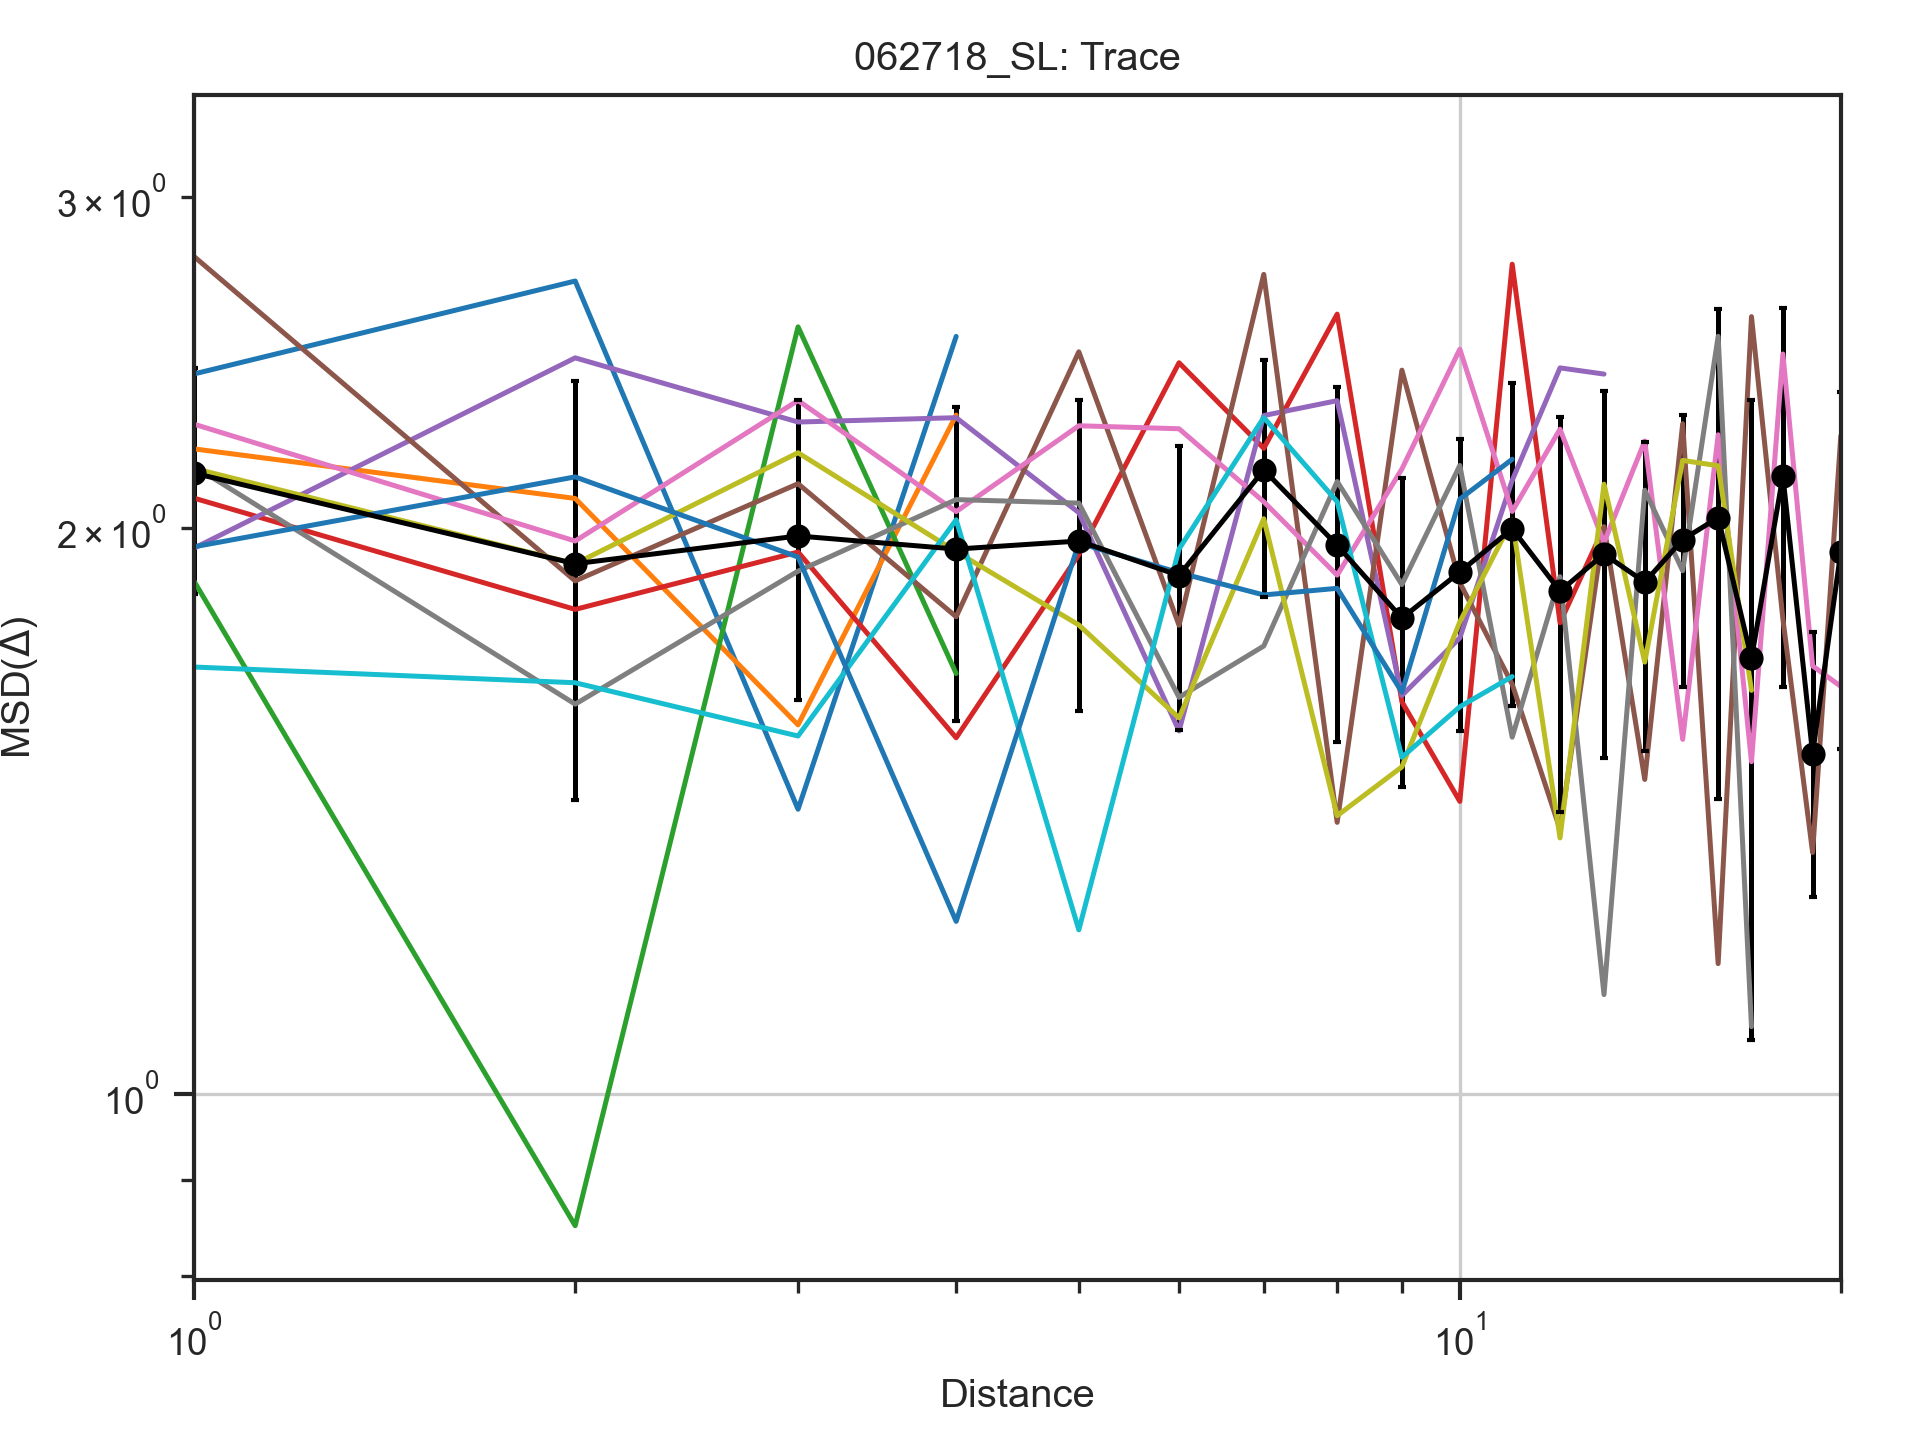 062718_SL: Trace
3 × 10⁰
2 × 10⁰
10⁰
MSD(Δ)
10⁰ 10¹
Distance